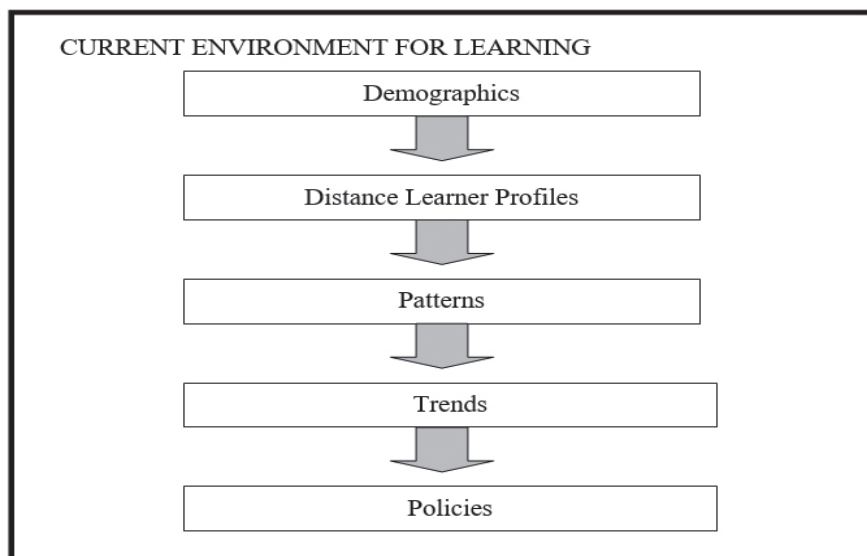 CURRENT ENVIRONMENT FOR LEARNING
Demographics
Distance Learner Profiles
Patterns
Trends
Policies